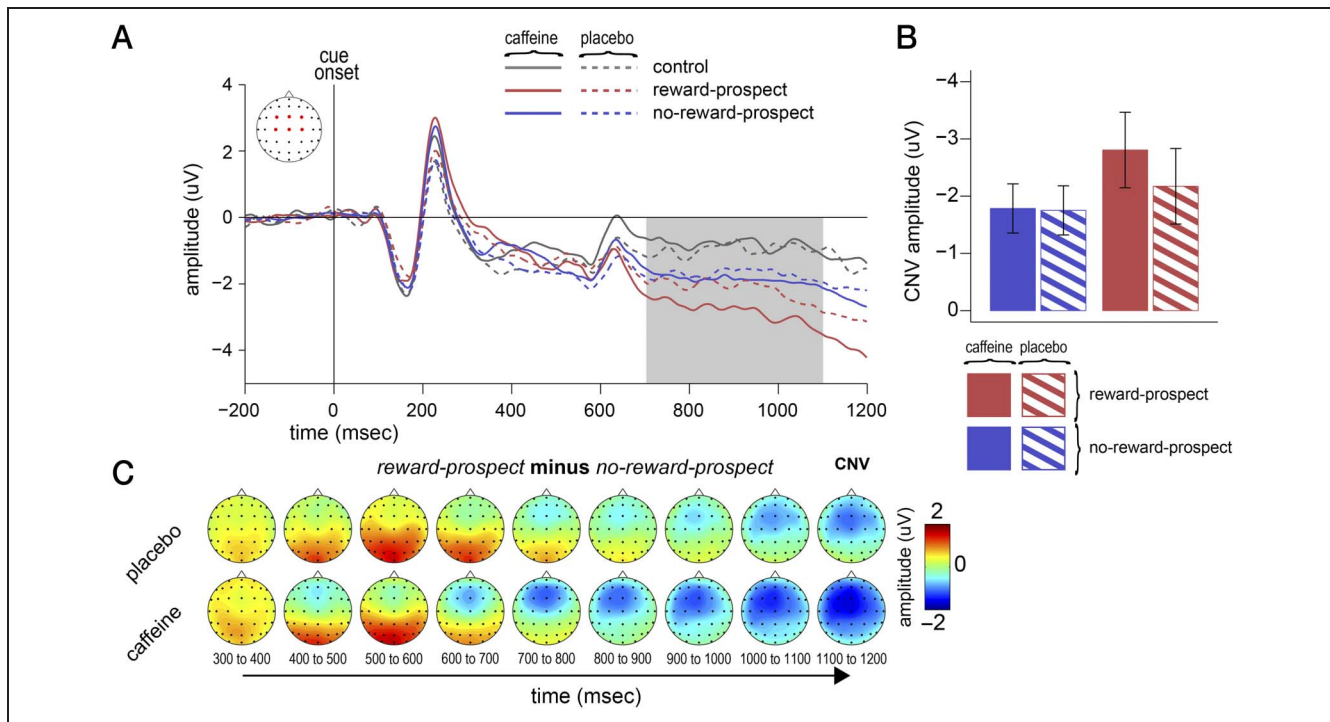 A
cue
onset
caffeine placebo
control
reward-prospect
no-reward-prospect
amplitude (uV)
4
2
0
−2
−4
−200 0 200 400 600 800 1000 1200
time (msec)
B
CNV amplitude (uV)
−4
−3
−2
−1
0
caffeine placebo
reward-prospect
no-reward-prospect
C
reward-prospect minus no-reward-prospect CNV
placebo
caffeine
300 to 400 400 to 500 500 to 600 600 to 700 700 to 800 800 to 900 900 to 1000 1000 to 1100 1100 to 1200
time (msec)
amplitude (uV)
2
0
−2